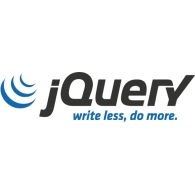 jQuery
write less, do more.